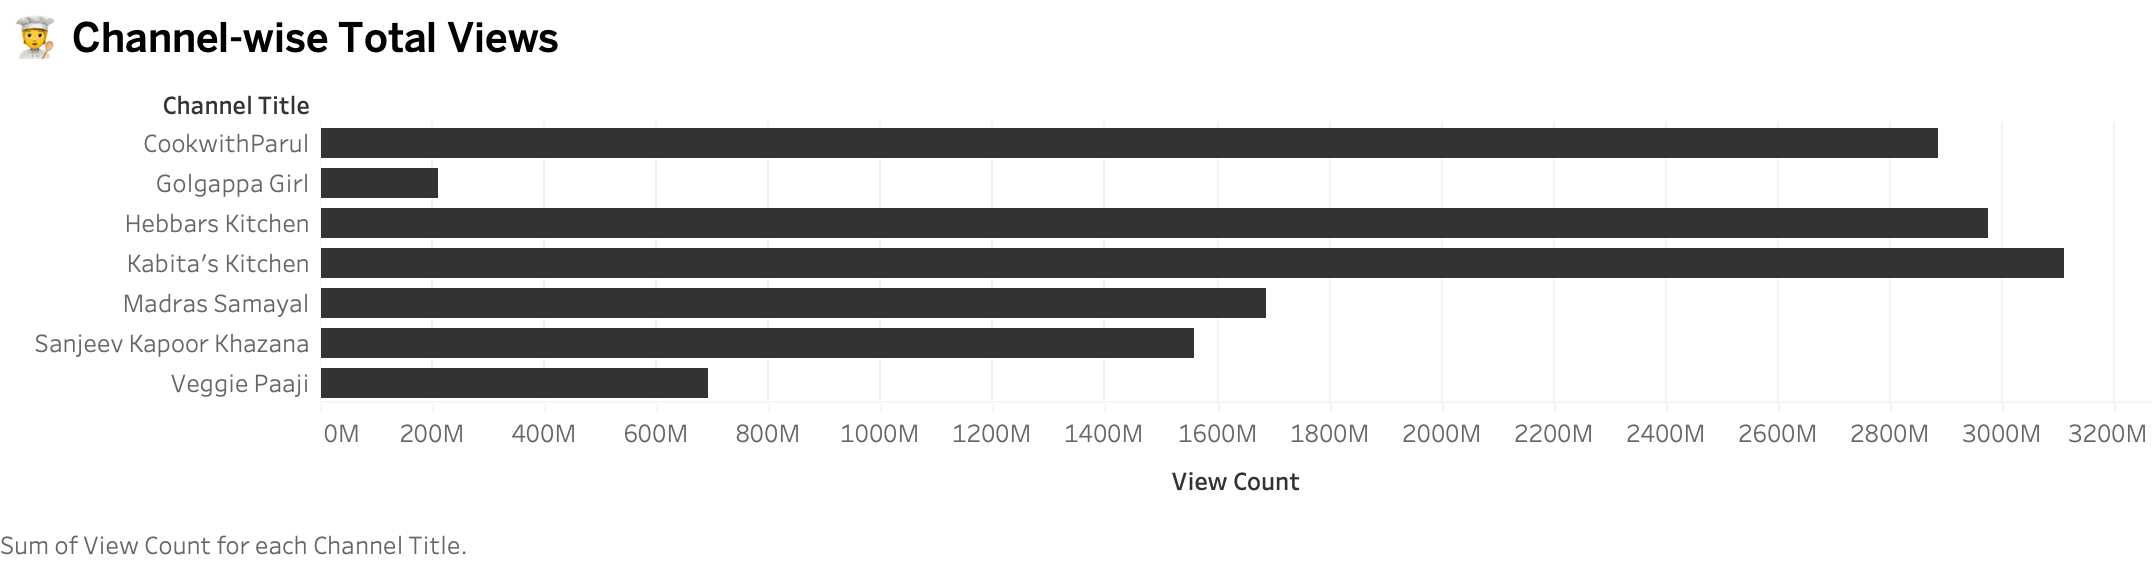 Channel-wise Total Views
Channel Title
CookwithParul
Golgappa Girl
Hebbars Kitchen
Kabita’s Kitchen
Madras Samayal
Sanjeev Kapoor Khazana
Veggie Paaji
0M 200M 400M 600M 800M 1000M 1200M 1400M 1600M 1800M 2000M 2200M 2400M 2600M 2800M 3000M 3200M
View Count
Sum of View Count for each Channel Title.